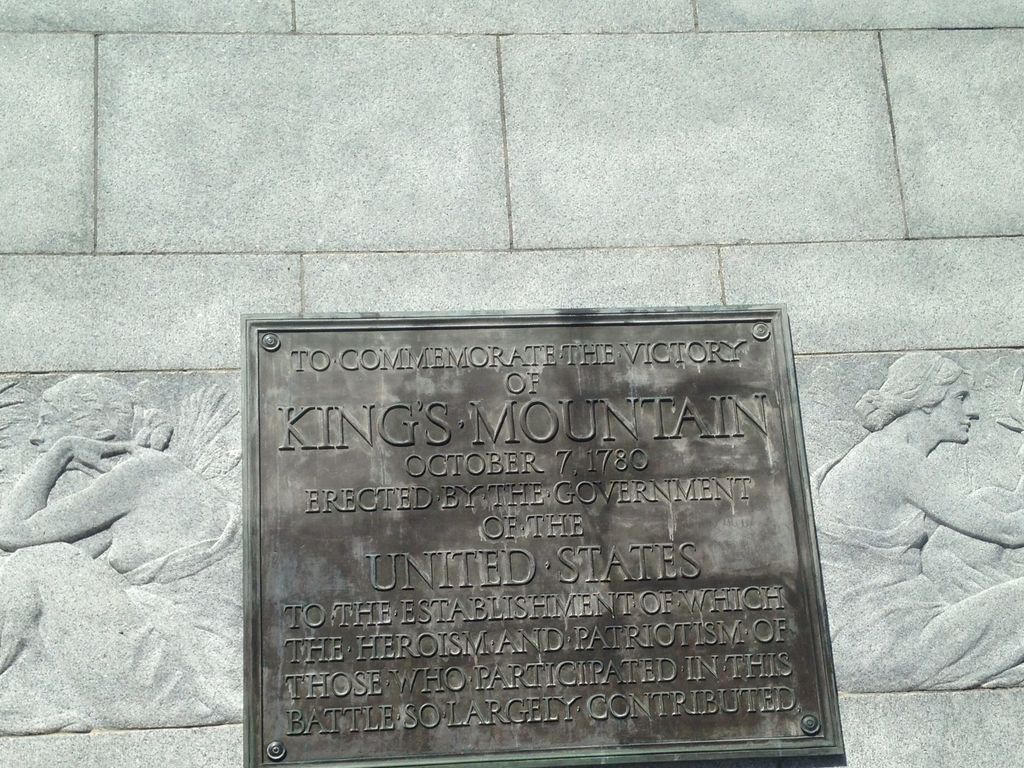 TO·COMMEMORATE·THE·VICTORY
OF
KING'S·MOUNTAIN
OCTOBER 7, 1780
ERECTED·BY·THE·GOVERNMENT
OF·THE
UNITED·STATES
TO·THE·ESTABLISHMENT·OF·WHICH
THE·HEROISM·AND·PATRIOTISM·OF
THOSE·WHO·PARTICIPATED·IN·THIS
BATTLE·SO·LARGELY·CONTRIBUTED.